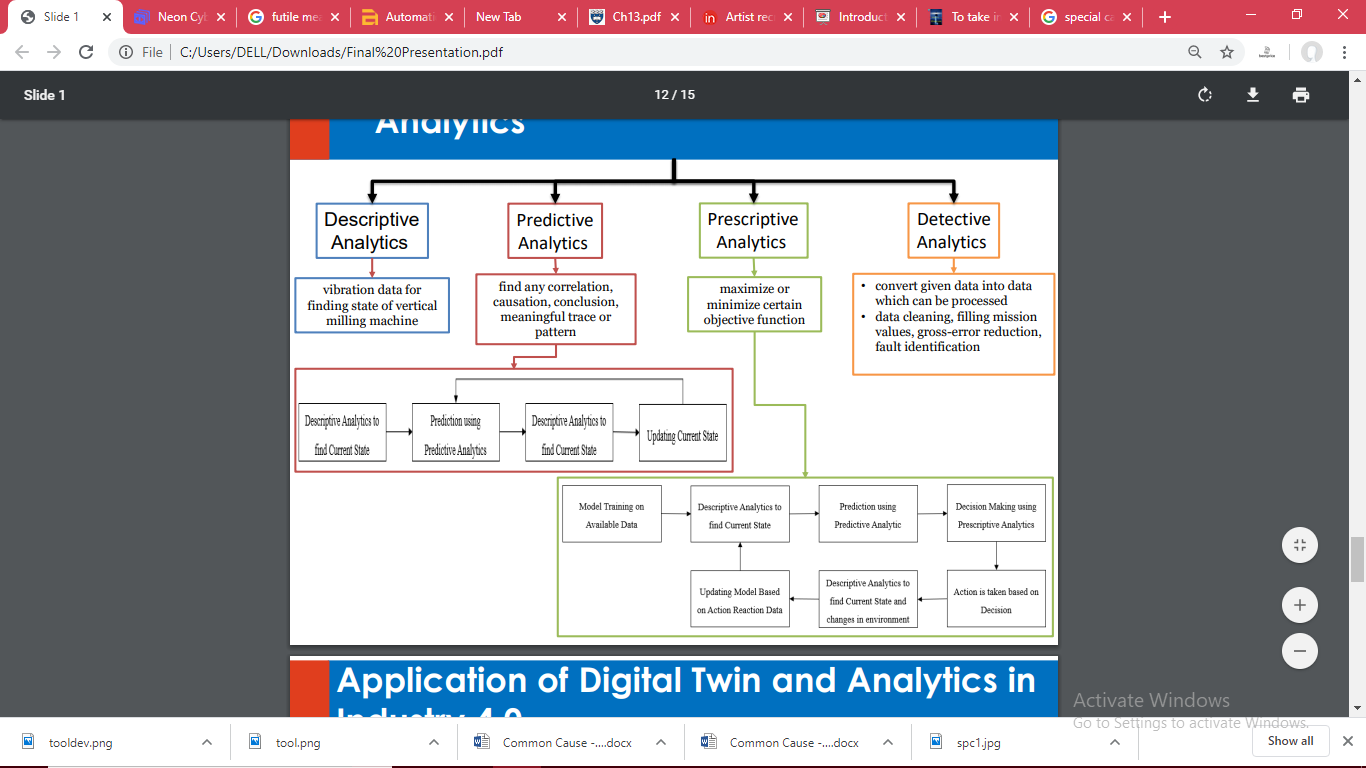 Slide 1
Neon Cyl
futile me
Automati
New Tab
Ch13.pdf
Artist rec
Introduct
To take i
special ca
File | C:/Users/DELL/Downloads/Final%20Presentation.pdf
Slide 1
12 / 15
Analytics
Descriptive
Analytics
Predictive
Analytics
Prescriptive
Analytics
Detective
Analytics
vibration data for
finding state of vertical
milling machine
find any correlation,
causation, conclusion,
meaningful trace or
pattern
maximize or
minimize certain
objective function
• convert given data into data
which can be processed
• data cleaning, filling mission
values, gross-error reduction,
fault identification
Descriptive Analytics to
find Current State
Prediction using
Predictive Analytics
Descriptive Analytics to
find Current State
Updating Current State
Model Training on
Available Data
Descriptive Analytics to
find Current State
Prediction using
Predictive Analytic
Decision Making using
Prescriptive Analytics
Updating Model Based
on Action Reaction Data
Descriptive Analytics to
find Current State and
changes in environment
Action is taken based on
Decision
Application of Digital Twin and Analytics in
Industry 4.0
Activate Windows
Go to Settings to activate Windows.
tooldev.png
tool.png
Common Cause -....docx
Common Cause -....docx
spc1.jpg
Show all